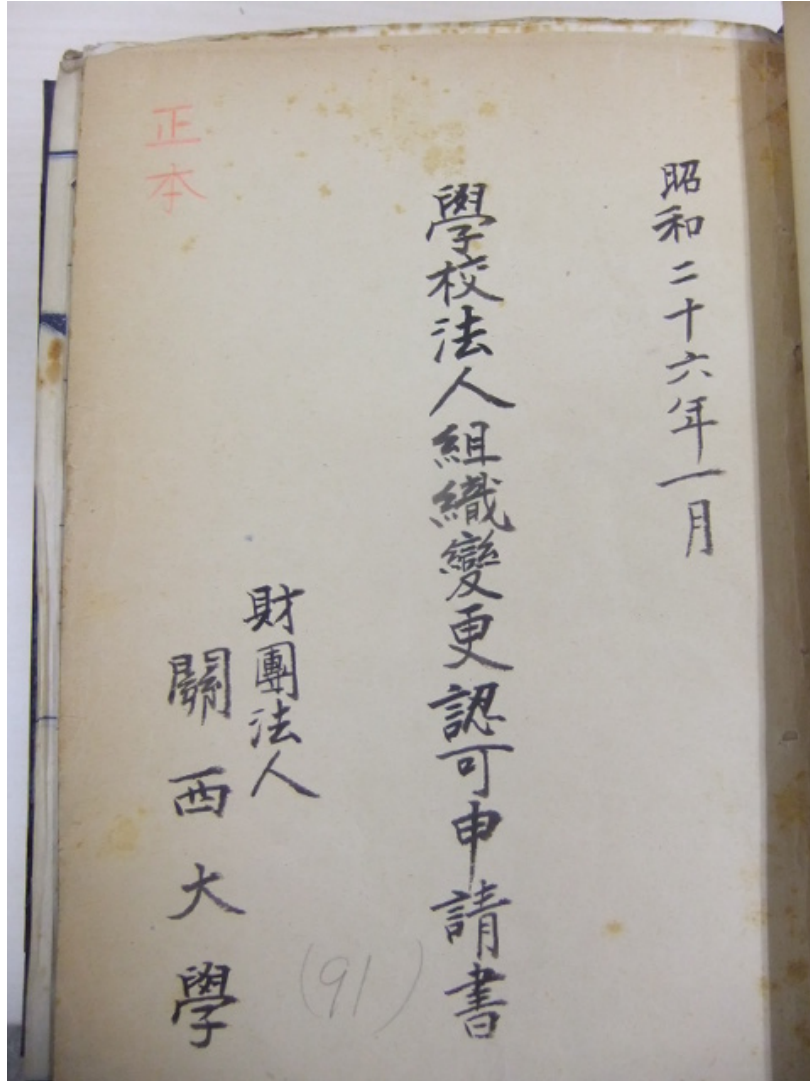 昭和二十六年一月
學校法人組織變更認可申請書
財團法人
關西大學
正本
(91)